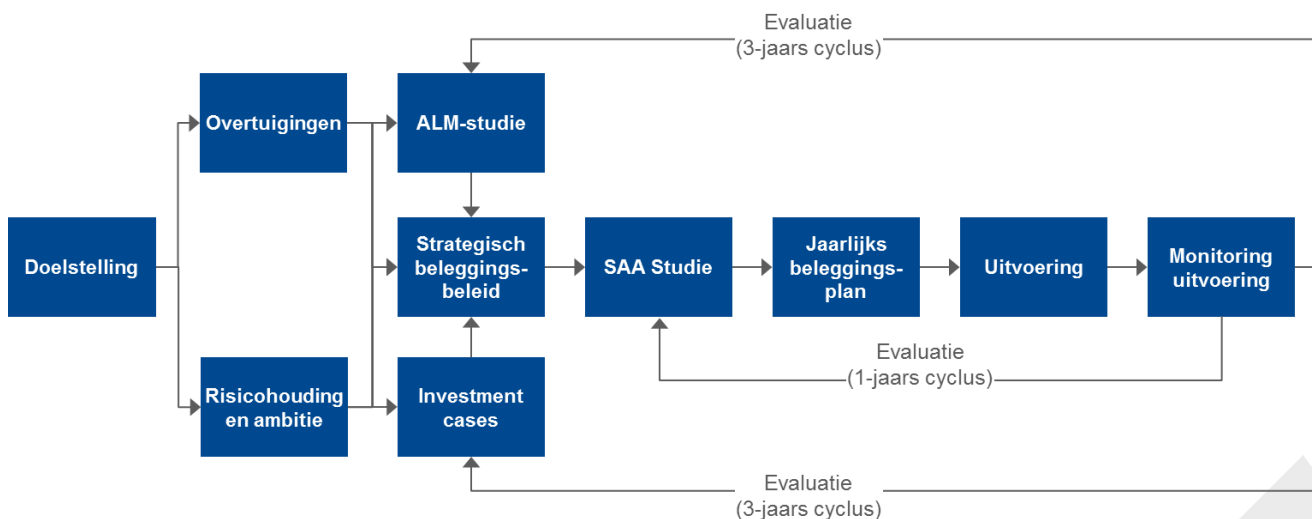 Evaluatie
(3-jaars cyclus)
Overtuigingen
ALM-studie
Doelstelling
Strategisch
beleggings-
beleid
SAA Studie
Jaarlijks
beleggings-
plan
Uitvoering
Monitoring
uitvoering
Evaluatie
(1-jaars cyclus)
Risicohouding
en ambitie
Investment
cases
Evaluatie
(3-jaars cyclus)